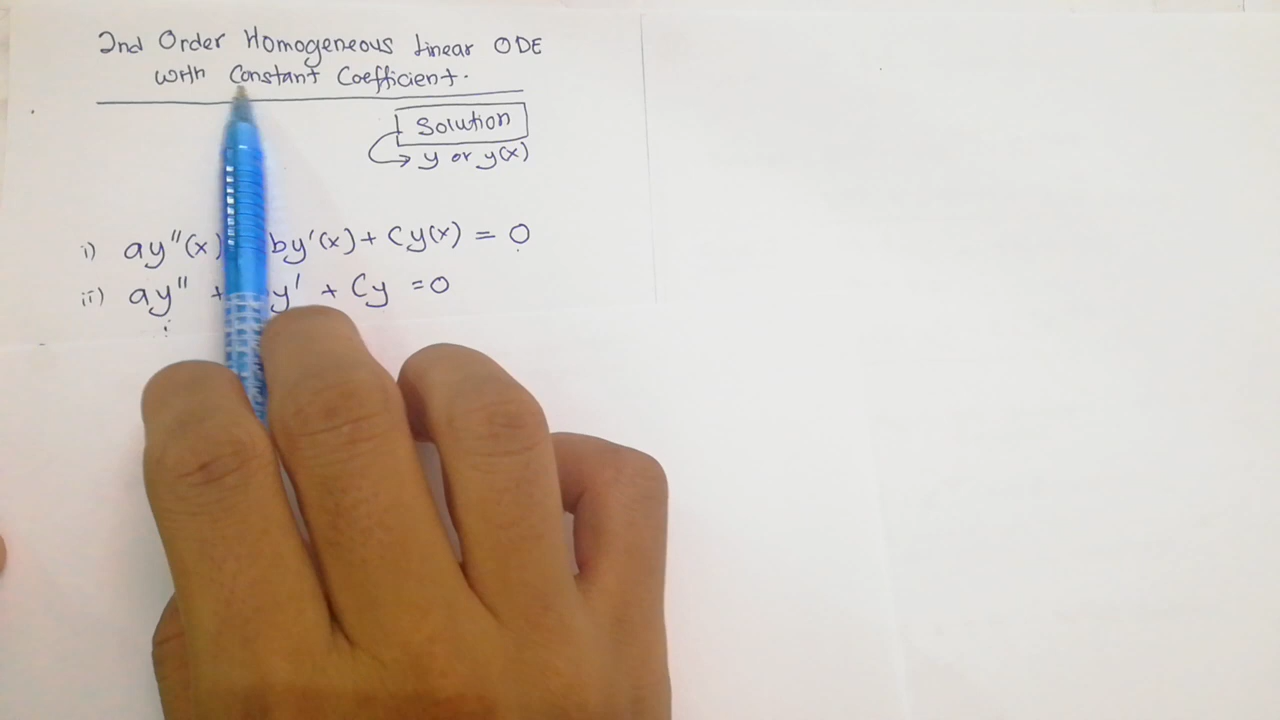 2nd Order Homogeneous Linear ODE
with Constant Coefficient.
Solution
y or y(x)
i) ay"(x) by'(x) + Cy(x) = 0
ii) ay" + y' + Cy = 0